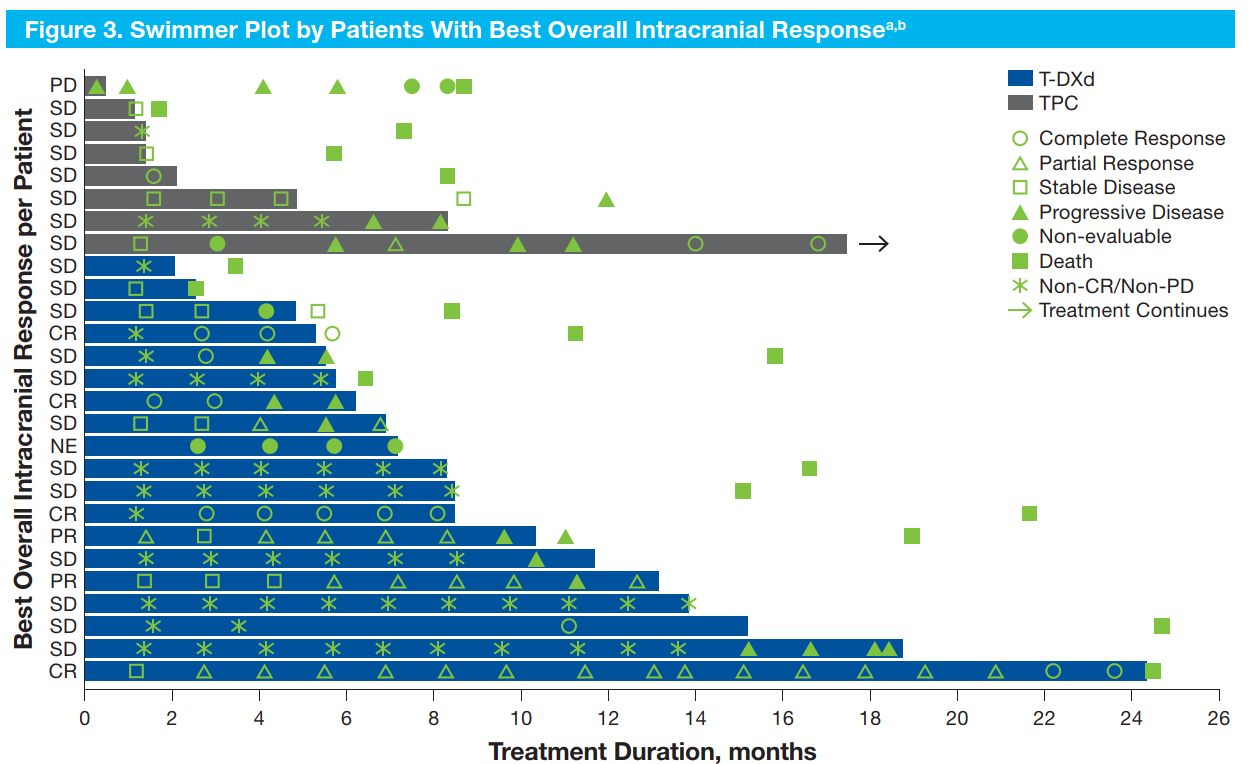 Figure 3. Swimmer Plot by Patients With Best Overall Intracranial Responsea,b
Best Overall Intracranial Response per Patient
PD
SD
SD
SD
SD
SD
SD
SD
SD
SD
SD
CR
SD
SD
CR
SD
NE
SD
SD
CR
PR
SD
PR
SD
SD
SD
CR
T-DXd
TPC
Complete Response
Partial Response
Stable Disease
Progressive Disease
Non-evaluable
Death
Non-CR/Non-PD
Treatment Continues
0 2 4 6 8 10 12 14 16 18 20 22 24 26
Treatment Duration, months